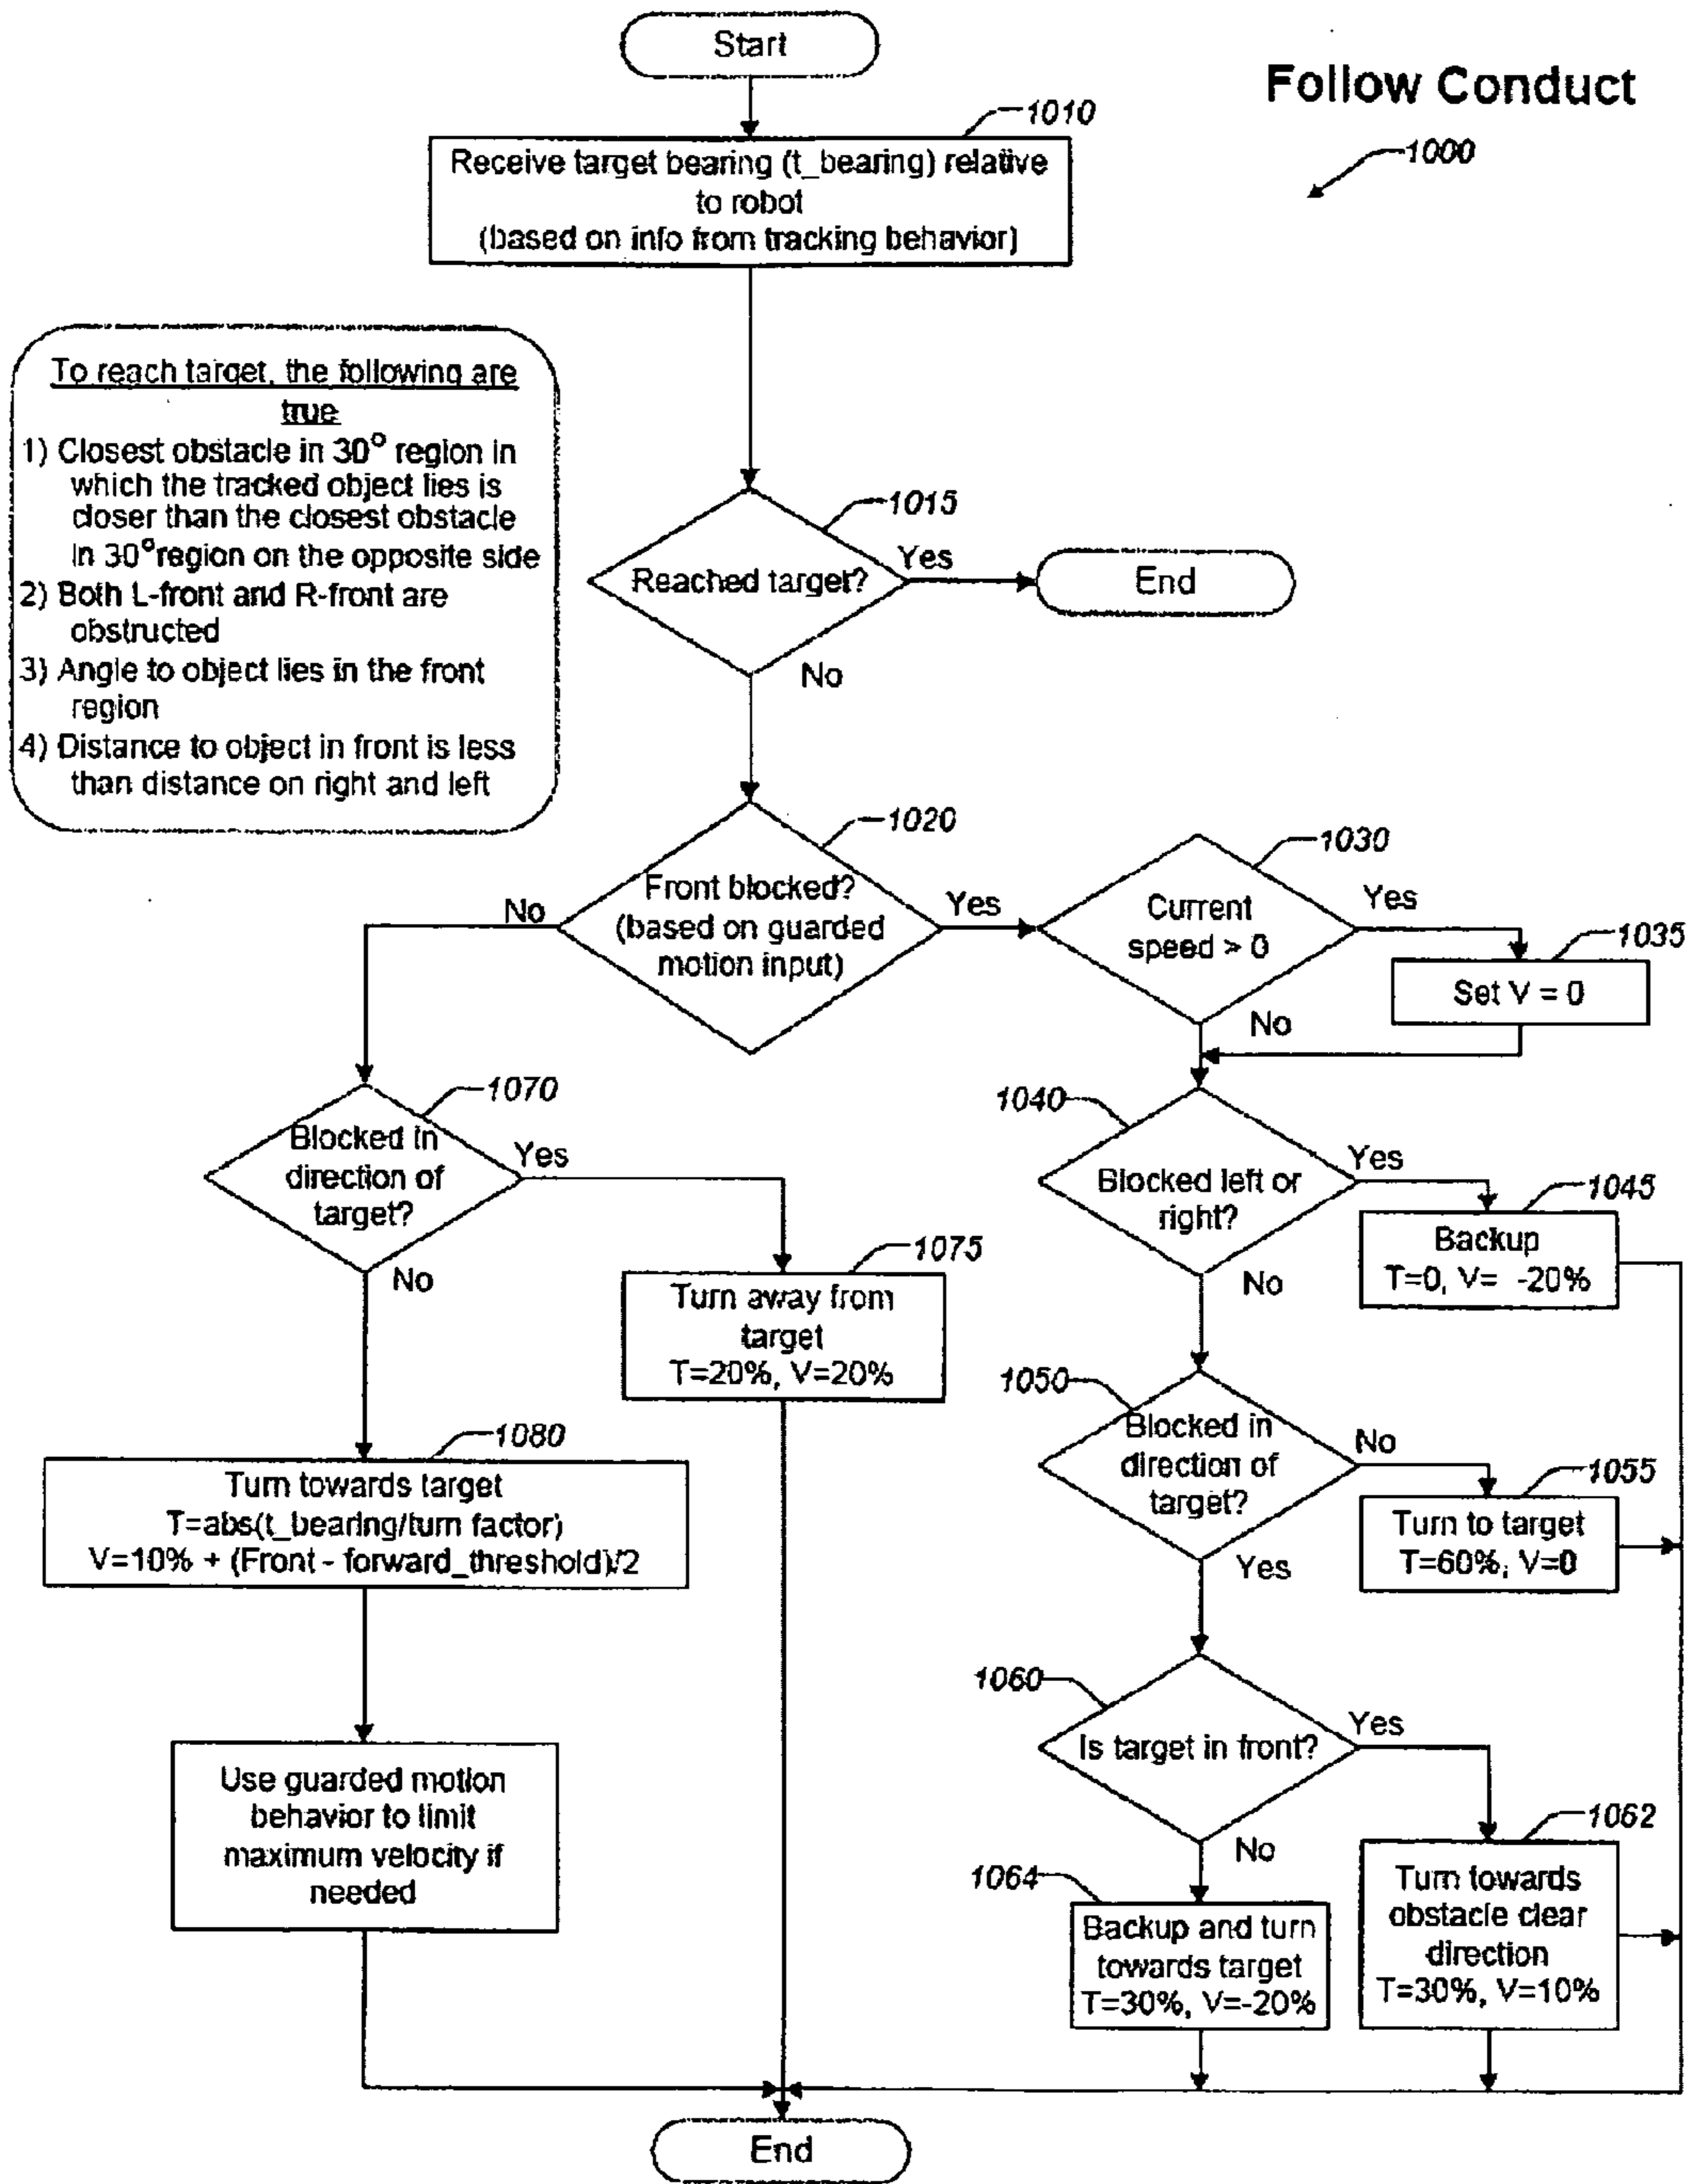 Start
Follow Conduct
1000
1010
Receive target bearing (t_bearing) relative
to robot
(based on info from tracking behavior)
To reach target, the following are
true
1) Closest obstacle in 30° region in
which the tracked object lies is
closer than the closest obstacle
in 30° region on the opposite side
2) Both L-front and R-front are
obstructed
3) Angle to object lies in the front
region
4) Distance to object in front is less
than distance on right and left
1015
Reached target?
Yes
End
No
1020
Front blocked?
(based on guarded
motion input)
No
Yes
1030
Current
speed > 0
Yes
1035
Set V = 0
No
1070
Blocked in
direction of
target?
Yes
No
1075
Turn away from
target
T=20%, V=20%
1040
Blocked left or
right?
Yes
1045
Backup
T=0, V= -20%
No
1050
Blocked in
direction of
target?
No
1055
Turn to target
T=60%, V=0
Yes
1080
Turn towards target
T=abs(t_bearing/turn factor)
V=10% + (Front - forward_threshold)/2
Use guarded motion
behavior to limit
maximum velocity if
needed
1060
Is target in front?
Yes
1062
Turn towards
obstacle clear
direction
T=30%, V=10%
No
1064
Backup and turn
towards target
T=30%, V=-20%
End